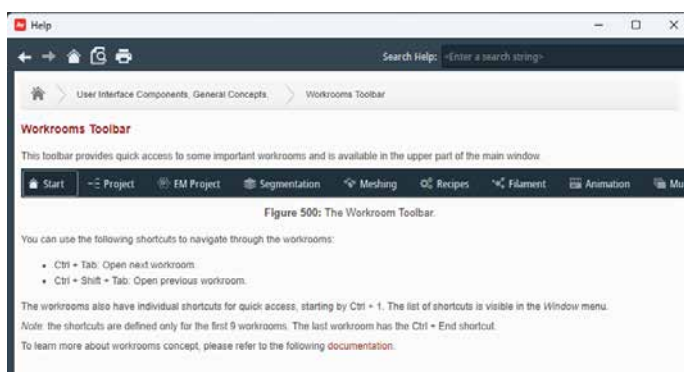 Help
Search Help: <Enter a search string>
User Interface Components, General Concepts. Workrooms Toolbar
Workrooms Toolbar
This toolbar provides quick access to some important workrooms and is available in the upper part of the main window.
Start Project EM Project Segmentation Meshing Recipes Filament Animation Mu
Figure 500: The Workroom Toolbar.
You can use the following shortcuts to navigate through the workrooms:
• Ctrl + Tab: Open next workroom.
• Ctrl + Shift + Tab: Open previous workroom.
The workrooms also have individual shortcuts for quick access, starting by Ctrl + 1. The list of shortcuts is visible in the Window menu.
Note: the shortcuts are defined only for the first 9 workrooms. The last workroom has the Ctrl + End shortcut.
To learn more about workrooms concept, please refer to the following documentation.